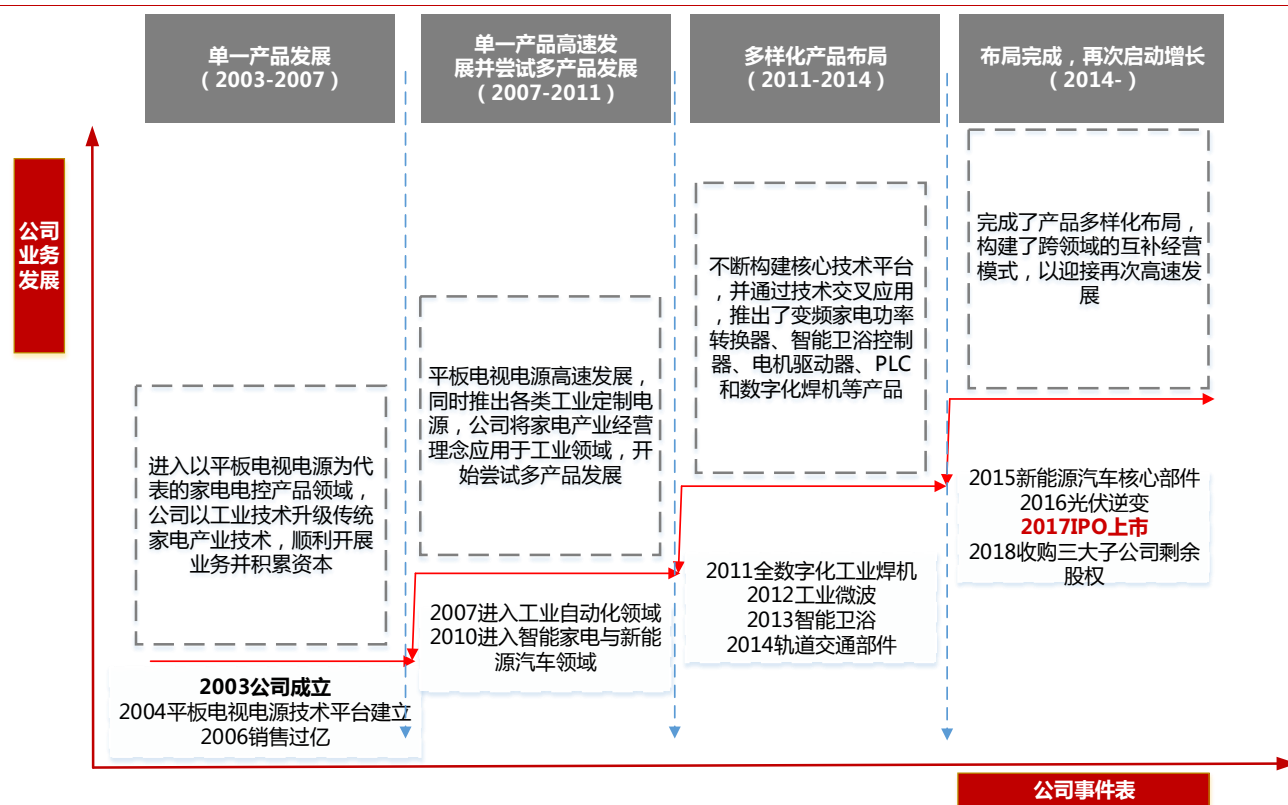 单一产品发展
（2003-2007）
单一产品高速发
展并尝试多产品发展
（2007-2011）
多样化产品布局
（2011-2014）
布局完成，再次启动增长
（2014-）
公司
业务
发展
进入以平板电视电源为代
表的家电电控产品领域，
公司以工业技术升级传统
家电产业技术，顺利开展
业务并积累资本
平板电视电源高速发展，
同时推出各类工业定制电
源，公司将家电产业经营
理念应用于工业领域，开
始尝试多产品发展
不断构建核心技术平台
，并通过技术交叉应用
，推出了变频家电功率
转换器、智能卫浴控制
器、电机驱动器、PLC
和数字化焊机等产品
完成了产品多样化布局，
构建了跨领域的互补经营
模式，以迎接再次高速发
展
2003公司成立
2004平板电视电源技术平台建立
2006销售过亿
2007进入工业自动化领域
2010进入智能家电与新能
源汽车领域
2011全数字化工业焊机
2012工业微波
2013智能卫浴
2014轨道交通部件
2015新能源汽车核心部件
2016光伏逆变
2017IPO上市
2018收购三大子公司剩余
股权
公司事件表